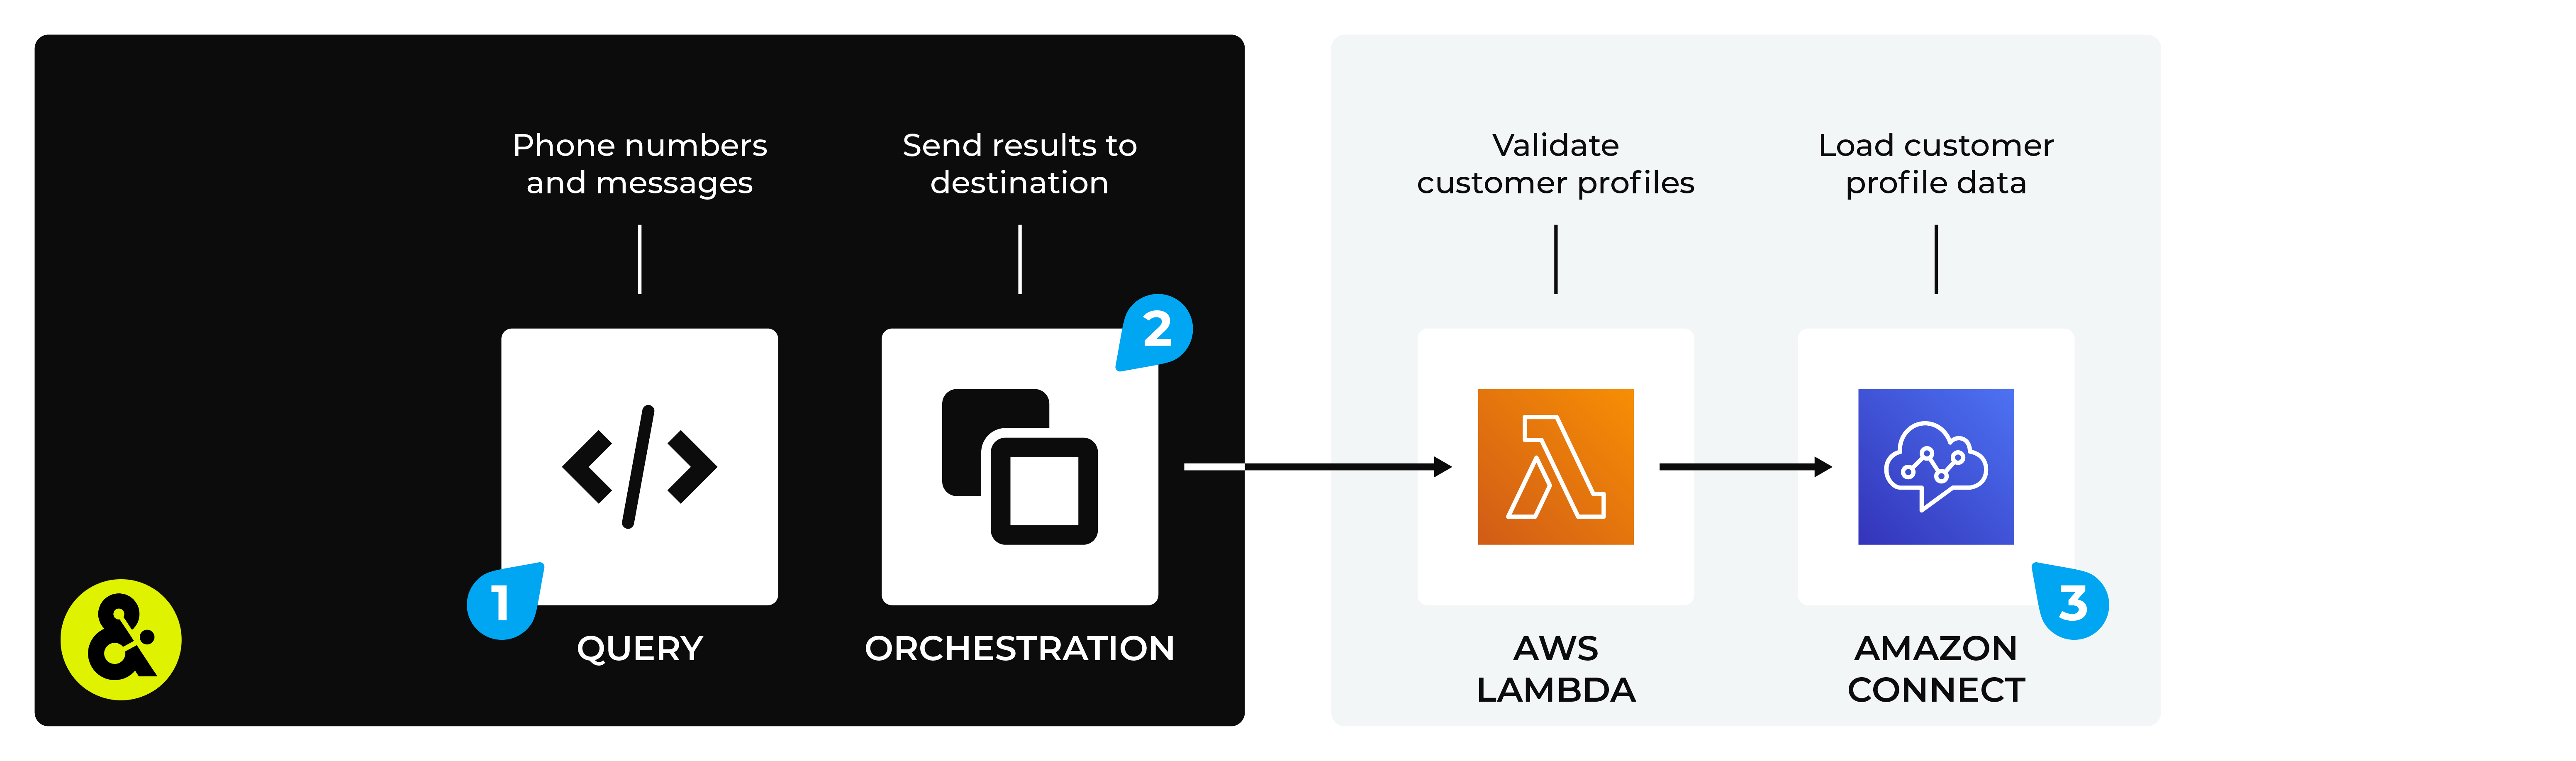 Phone numbers
and messages
Send results to
destination
Validate
customer profiles
Load customer
profile data
2
1
3
QUERY
ORCHESTRATION
AWS
LAMBDA
AMAZON
CONNECT